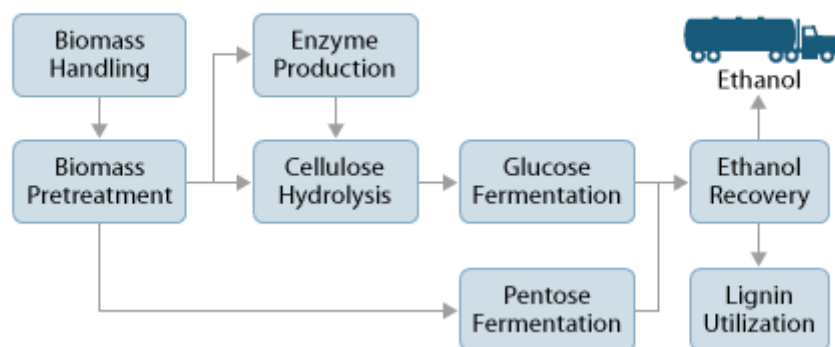 Biomass
Handling
Enzyme
Production
Ethanol
Biomass
Pretreatment
Cellulose
Hydrolysis
Glucose
Fermentation
Ethanol
Recovery
Pentose
Fermentation
Lignin
Utilization